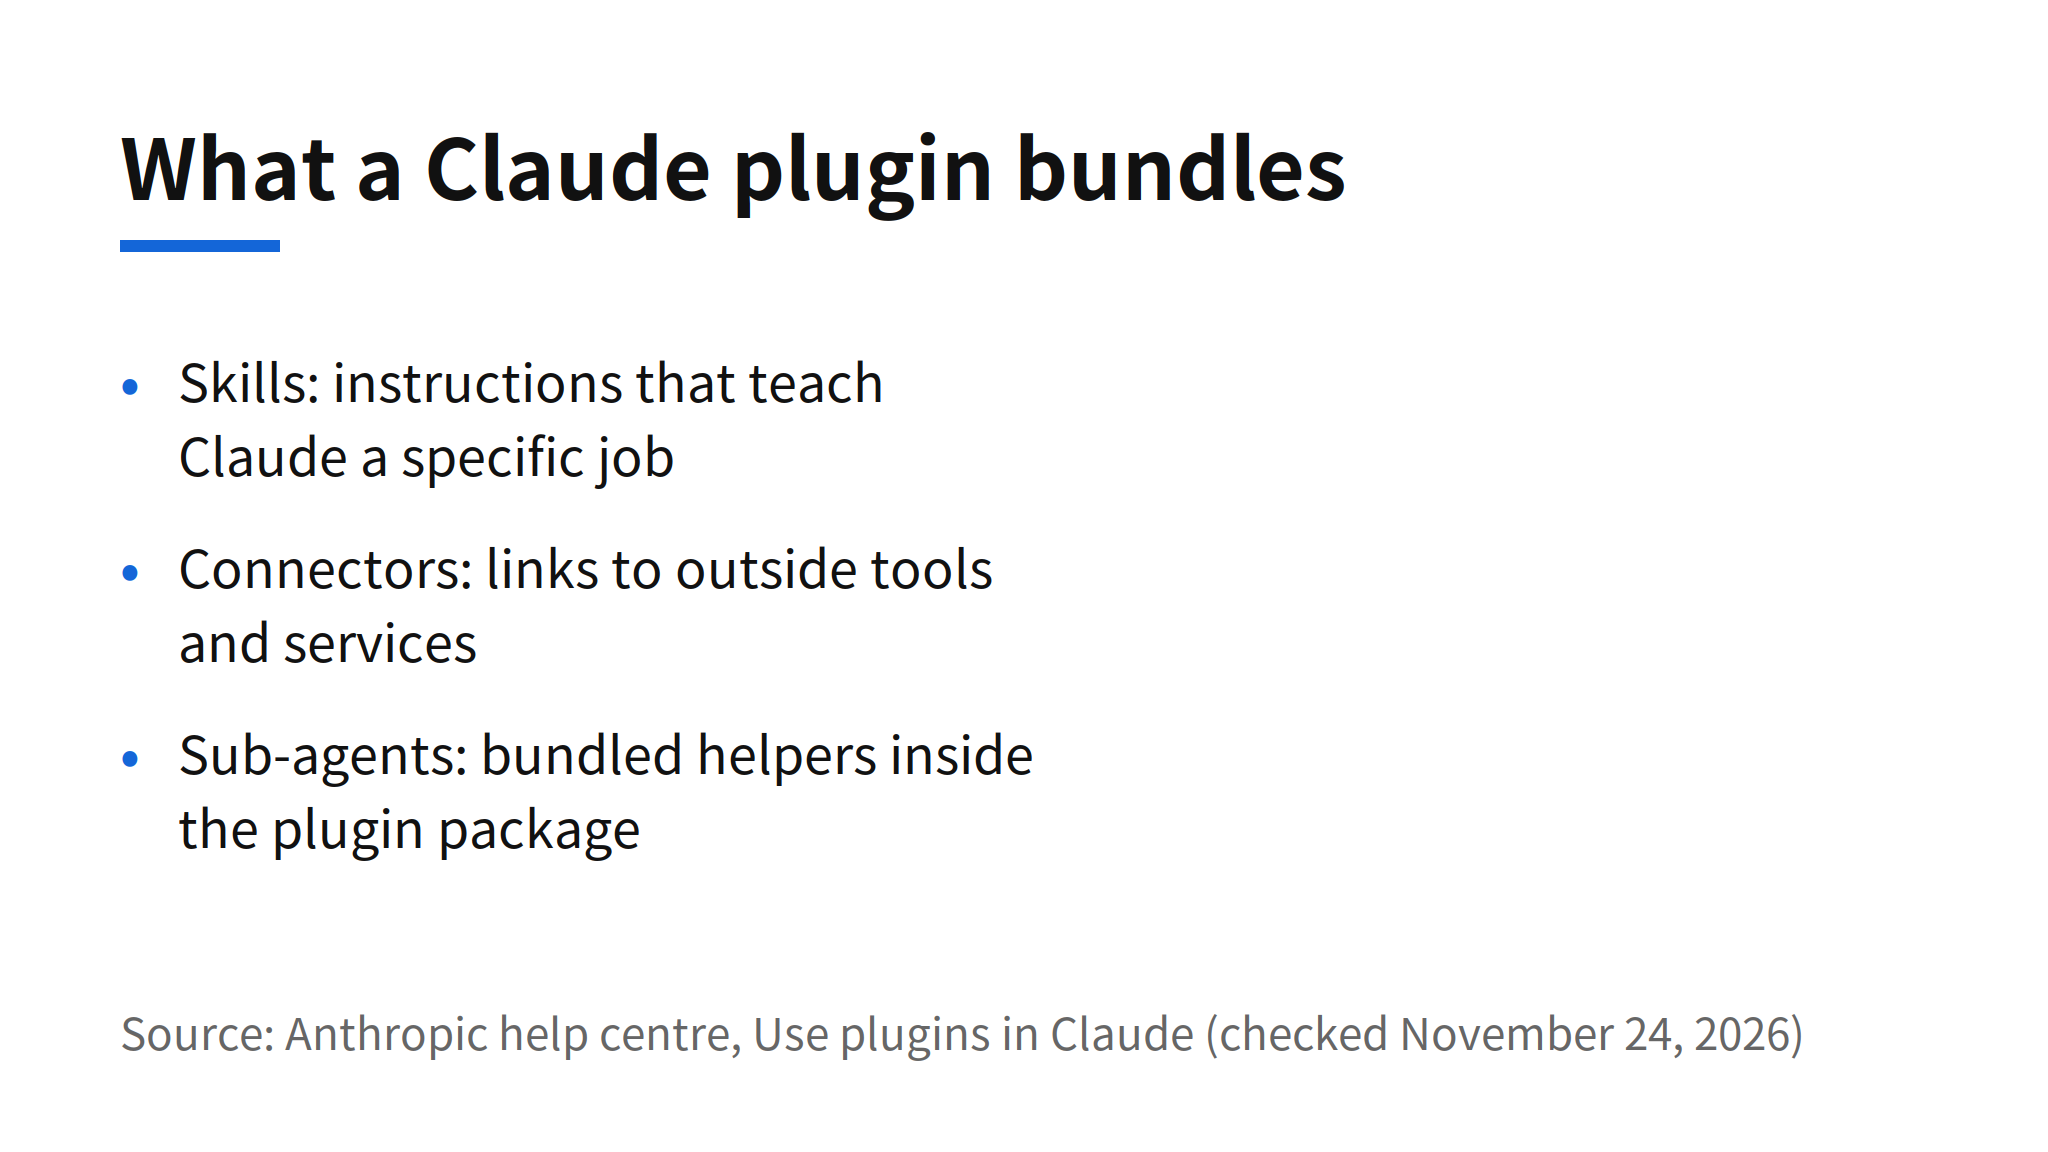 What a Claude plugin bundles
• Skills: instructions that teach
Claude a specific job
• Connectors: links to outside tools
and services
• Sub-agents: bundled helpers inside
the plugin package
Source: Anthropic help centre, Use plugins in Claude (checked November 24, 2026)